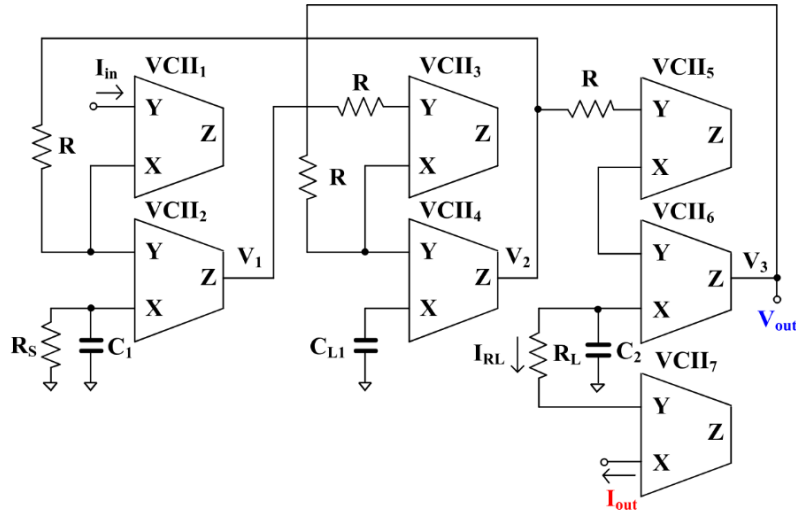 VCII1
VCII3
VCII5
Iin
R
R
Y
Y
Y
Z
Z
Z
R
R
X
X
X
VCII2
VCII4
VCII6
V1
V2
V3
Y
Y
Y
Z
Z
Z
X
X
X
Vout
RS
C1
CL1
IRL
RL
C2
VCII7
Y
Z
X
Iout